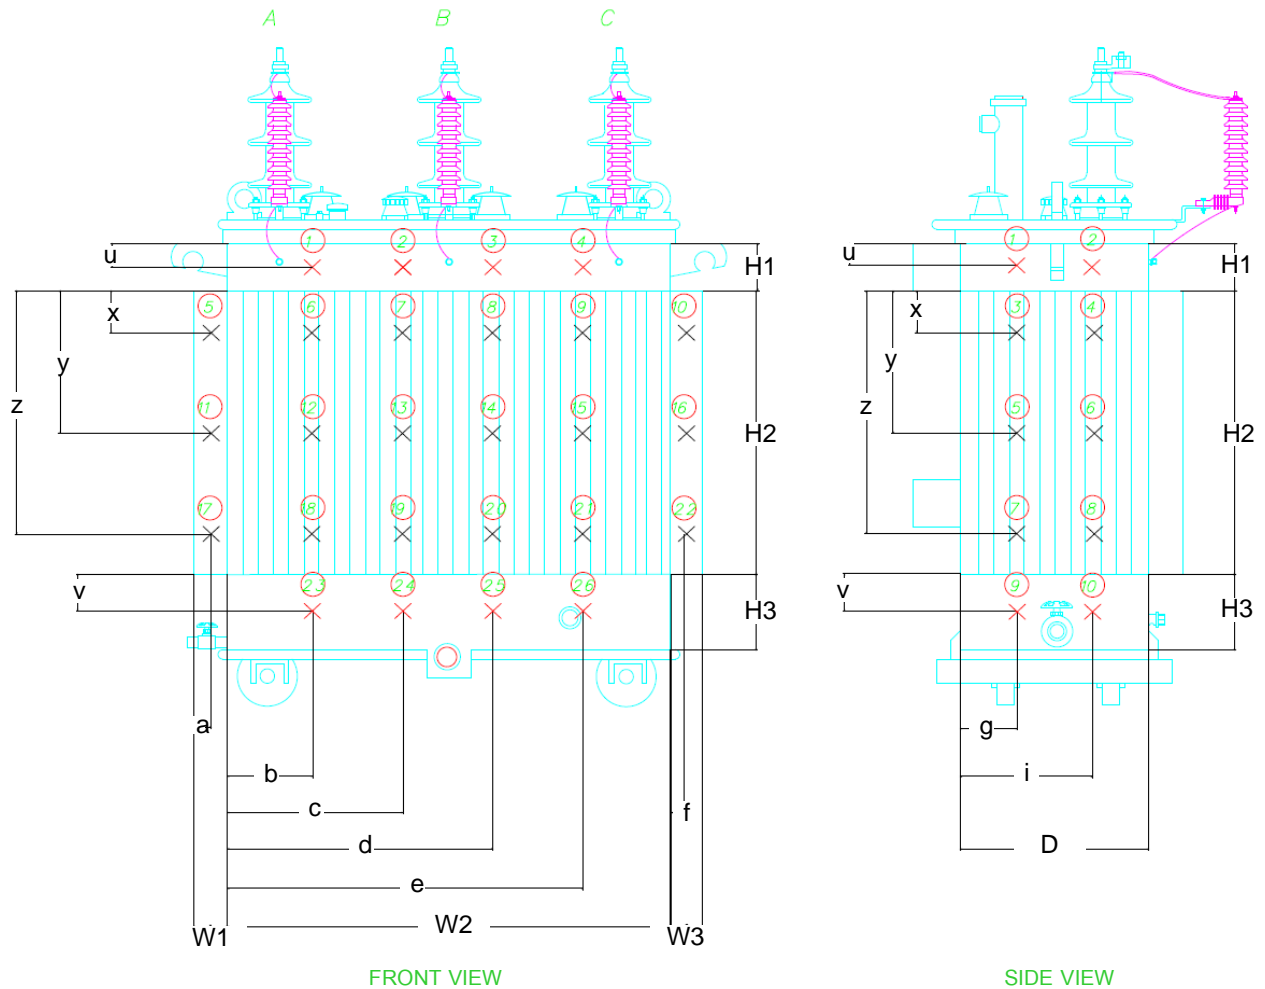 A B C
1 2 3 4
u H1
5 6 7 8 9 10
x
y
z
11 12 13 14 15 16
H2
17 18 19 20 21 22
23 24 25 26
v H3
a
b
c f
d
e
W1 W2 W3
FRONT VIEW
1 2
u H1
3 4
x
y
z
5 6
H2
7 8
9 10
v H3
g
i
D
SIDE VIEW